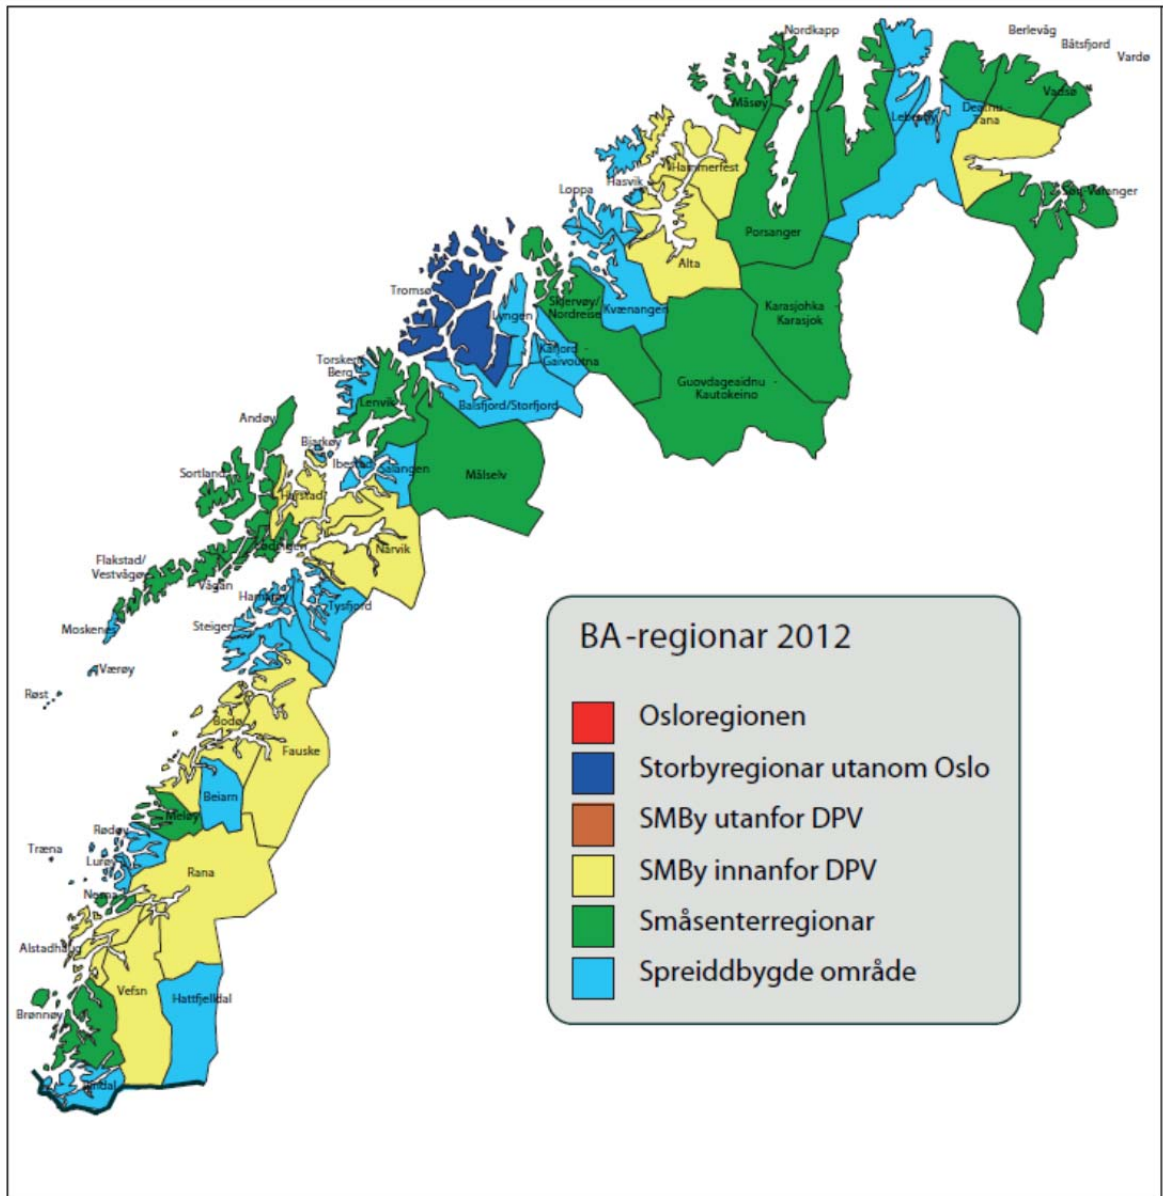 Nordkapp
Berlevåg
Båtsfjord
Vardø
Måsøy
Vadsø
Lebesby
Deatnu -
Tana
Hammerfest
Hasvik
Loppa
Sør-Varanger
Porsanger
Alta
Tromsø
Lyngen
Skjervøy/
Nordreisa
Kvænangen
Karasjohka -
Karasjok
Kåfjord -
Gaivoutna
Torsken
Berg
Guovdageaidnu -
Kautokeino
Lenvik
Balsfjord/Storfjord
Andøy
Bjarkøy
Ibestad
Salangen
Målselv
Sortland
Harstad
Lødingen
Narvik
Flakstad/
Vestvågøy
Vågan
Hamarøy
Tysfjord
Moskenes
Steigen
Værøy
Røst
Bodø
Fauske
Beiarn
Meløy
Rødøy
Træna
Lurøy
Rana
Nesna
Alstadhaug
Vefsn
Hattfjelldal
Brønnøy
Bindal
BA-regionar 2012
Osloregionen
Storbyregionar utanom Oslo
SMBy utanfor DPV
SMBy innanfor DPV
Småsenterregionar
Spreiddbygde område